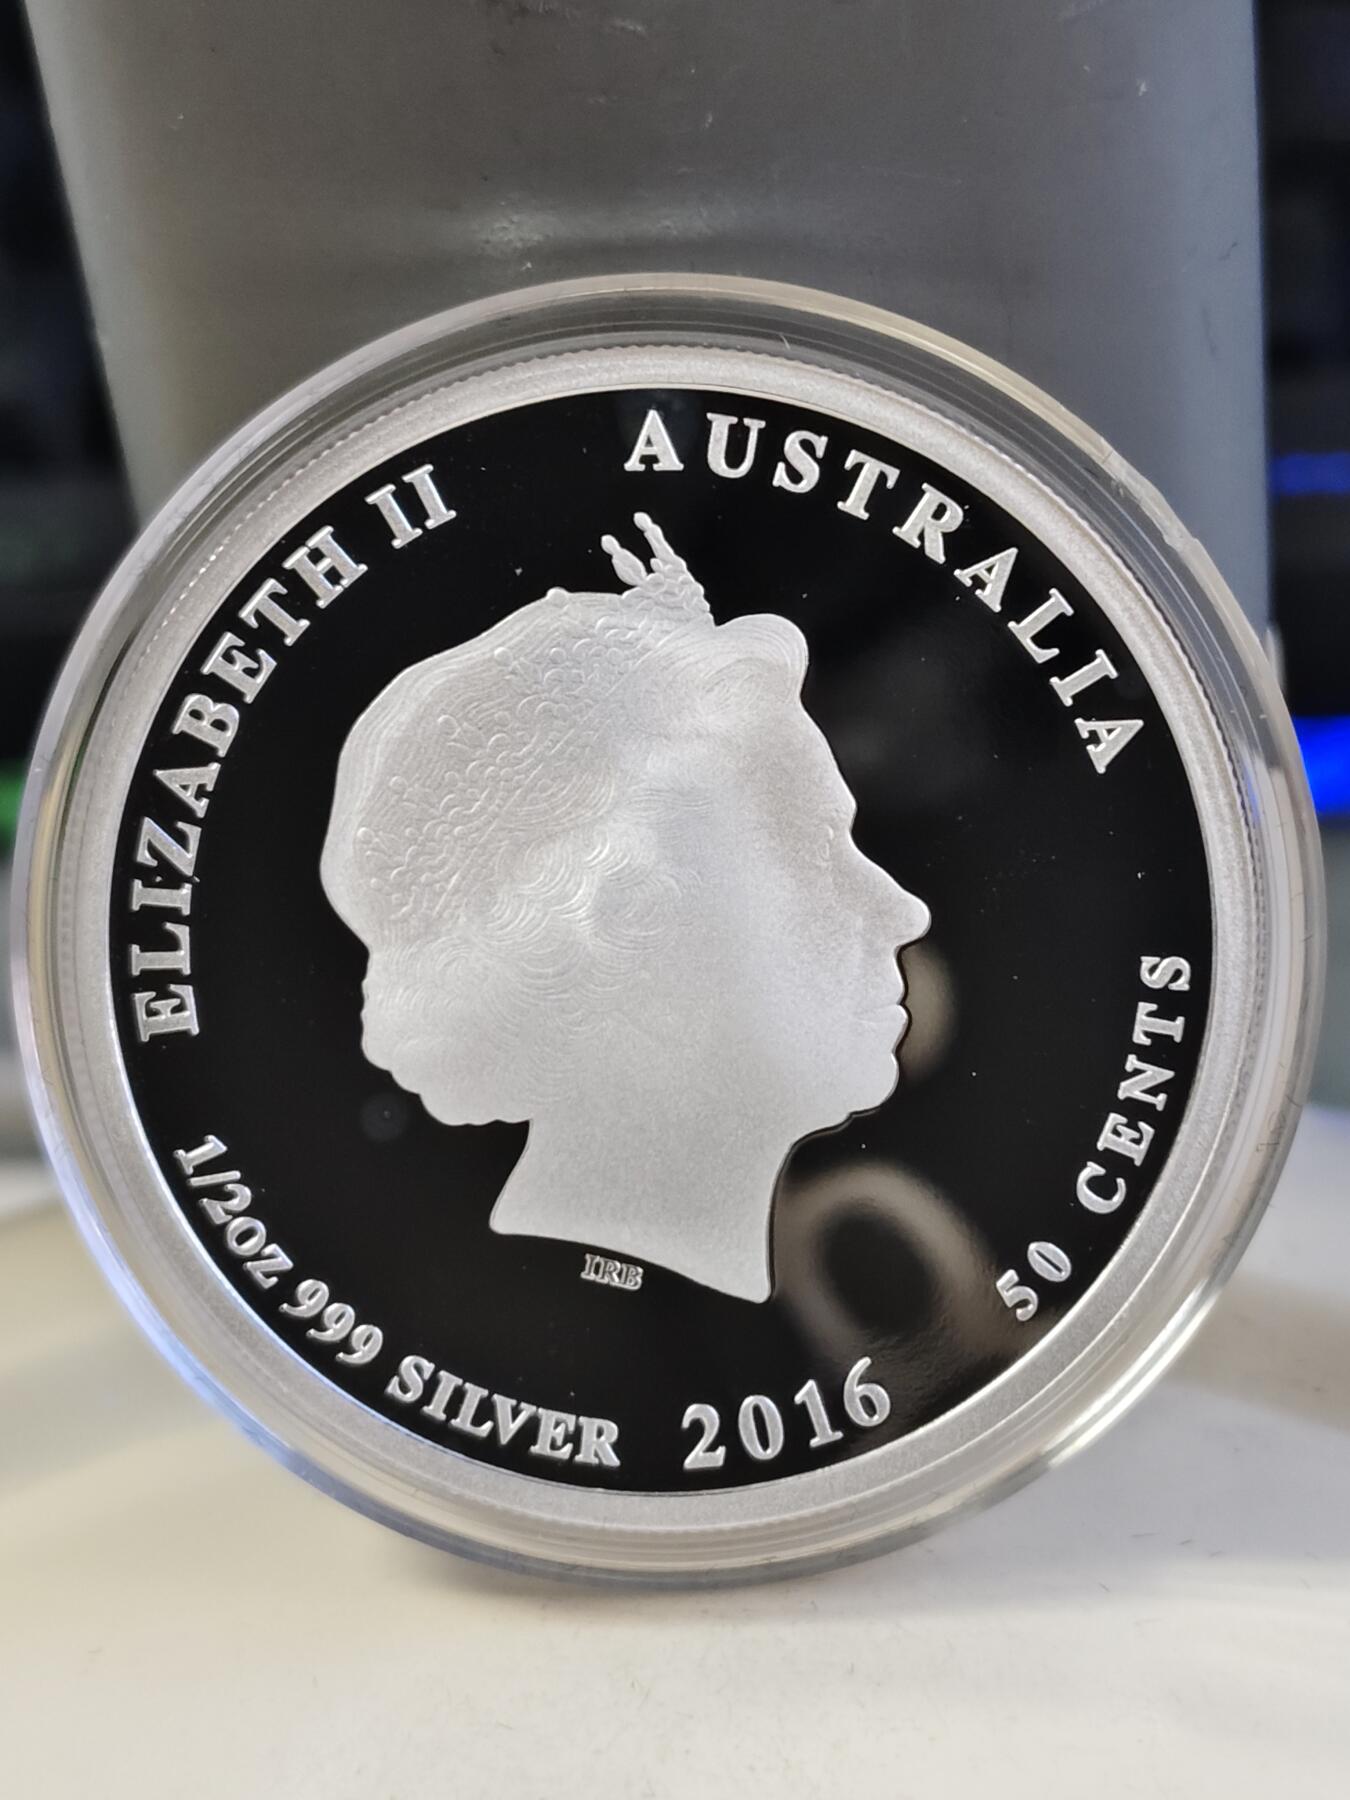 ELIZABETH II
AUSTRALIA
50 CENTS
2016
1/2OZ 999 SILVER
IRB